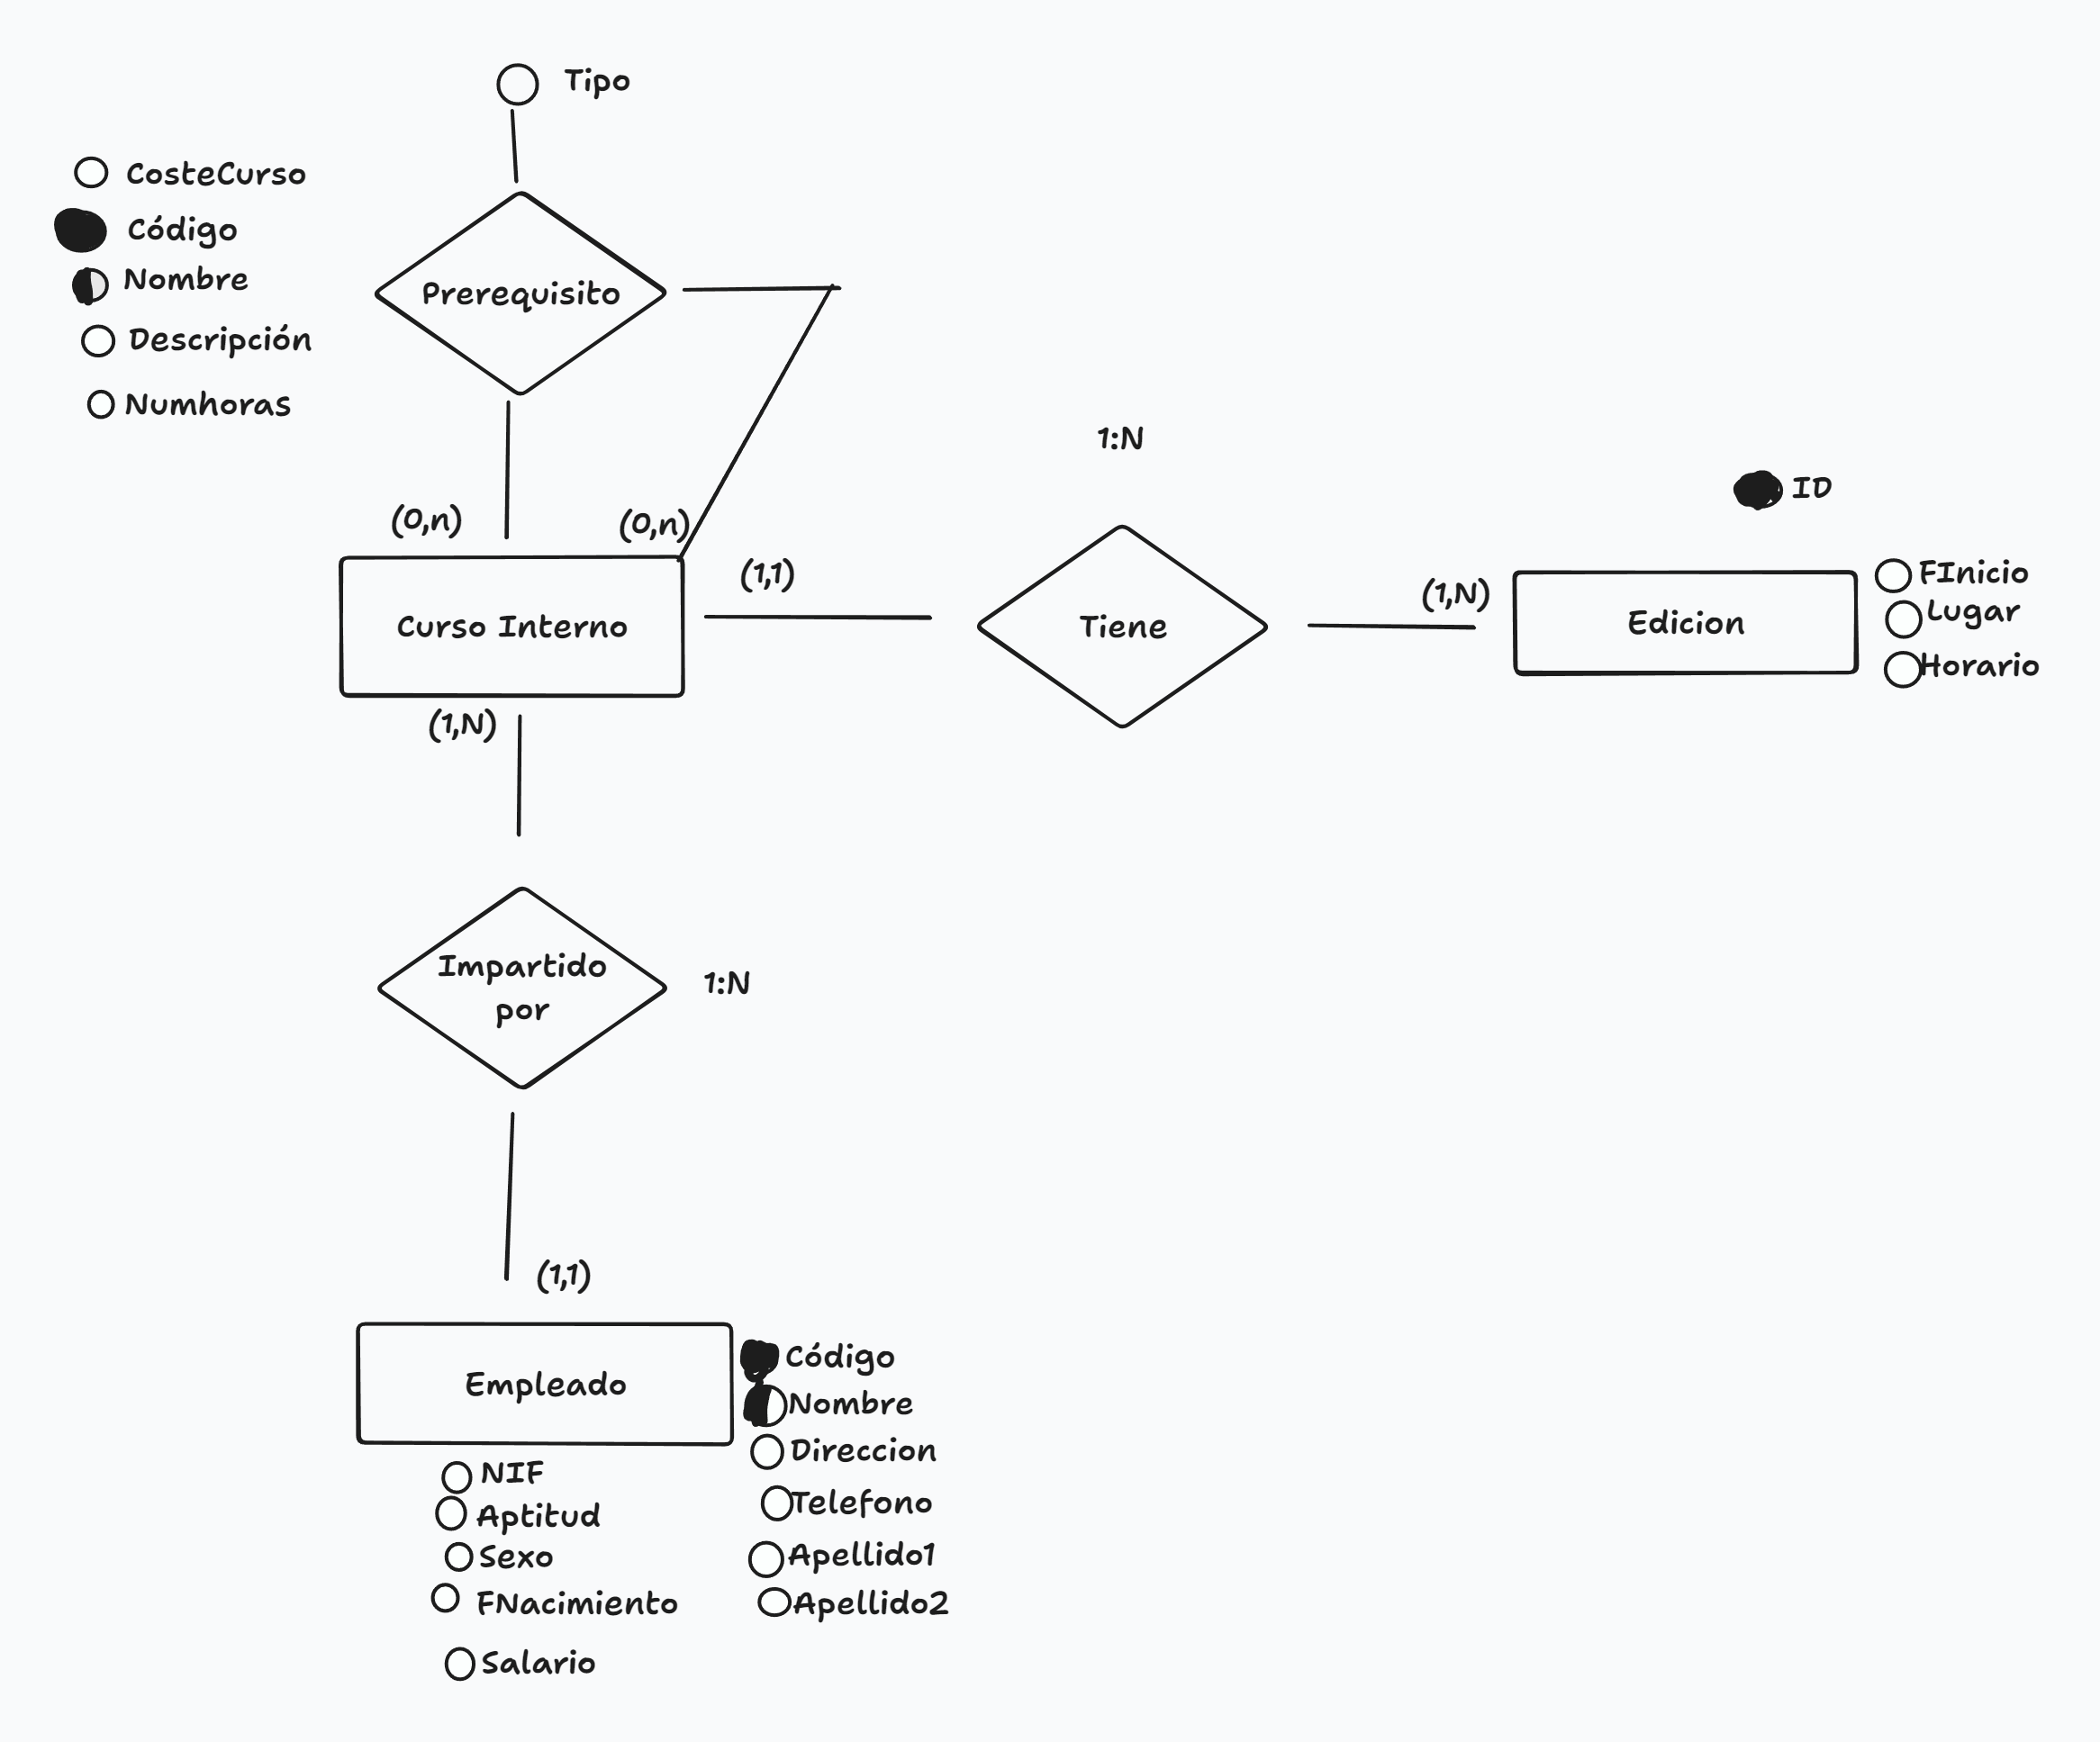 Tipo
CosteCurso
Código
Nombre
Descripción
Numhoras
Prerequisito
(0,n)
(0,n)
Curso Interno
(1,1)
1:N
Tiene
(1,N)
ID
Edicion
FInicio
Lugar
Horario
(1,N)
Impartido
por
1:N
(1,1)
Empleado
Código
Nombre
Direccion
Telefono
Apellido1
Apellido2
NIF
Aptitud
Sexo
FNacimiento
Salario